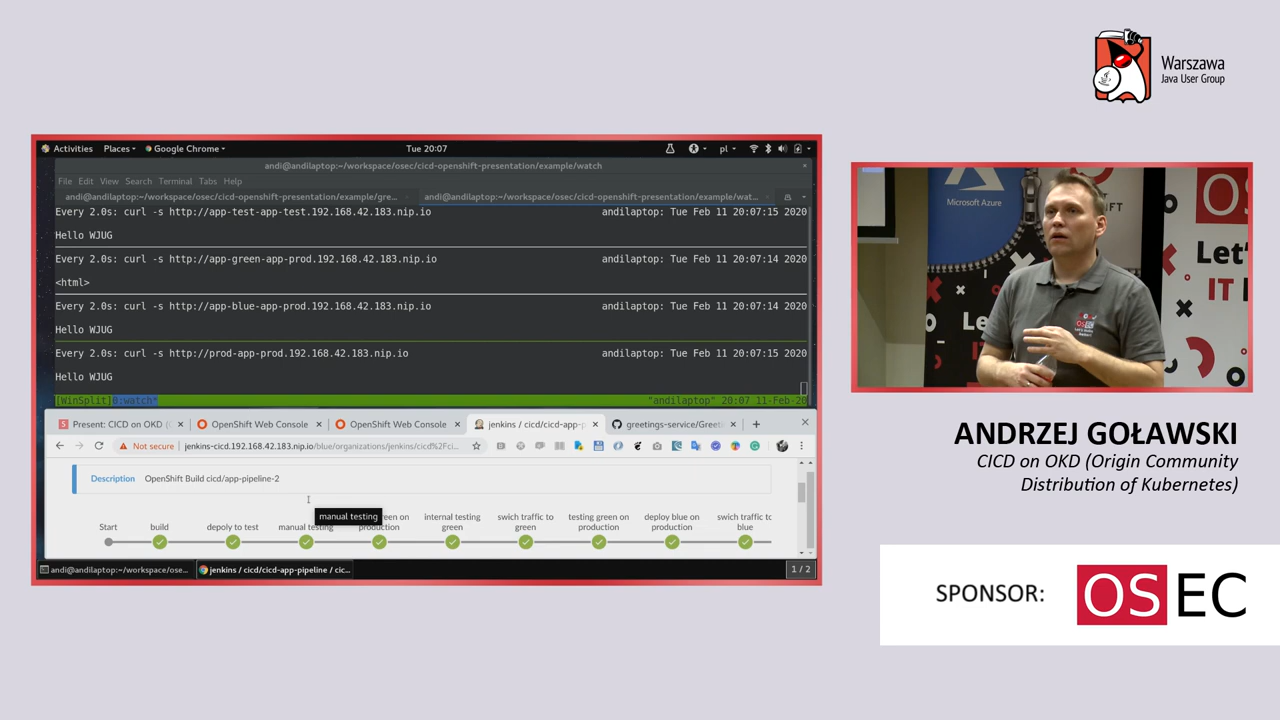 Warszawa
Java User Group
Activities Places Google Chrome Tue 20:07 pl
andi@andilaptop:~/workspace/osec/cicd-openshift-presentation/example/watch
File Edit View Search Terminal Tabs Help
andi@andilaptop:~/workspace/osec/cicd-openshift-presentation/example/gre... andi@andilaptop:~/workspace/osec/cicd-openshift-presentation/example/wat...
Every 2.0s: curl -s http://app-test-app-test.192.168.42.183.nip.io andilaptop: Tue Feb 11 20:07:15 2020
Hello WJUG
Every 2.0s: curl -s http://app-green-app-prod.192.168.42.183.nip.io andilaptop: Tue Feb 11 20:07:14 2020
<html>
Every 2.0s: curl -s http://app-blue-app-prod.192.168.42.183.nip.io andilaptop: Tue Feb 11 20:07:14 2020
Hello WJUG
Every 2.0s: curl -s http://prod-app-prod.192.168.42.183.nip.io andilaptop: Tue Feb 11 20:07:15 2020
Hello WJUG
[WinSplit]0:watch* "andilaptop" 20:07 11-Feb-20
Present: CICD on OKD ( OpenShift Web Console OpenShift Web Console jenkins / cicd/cicd-app-p greetings-service/Greet
Not secure jenkins-cicd.192.168.42.183.nip.io/blue/organizations/jenkins/cicd%2Fci...
Description OpenShift Build cicd/app-pipeline-2
manual testing
Start build depoly to test manual testing green on production internal testing green swich traffic to green testing green on production deploy blue on production swich traffic to blue
andi@andilaptop:~/workspace/ose... jenkins / cicd/cicd-app-pipeline / cic... 1 / 2
Microsoft Azure
Let'
IT
OSEC
ANDRZEJ GOŁAWSKI
CICD on OKD (Origin Community
Distribution of Kubernetes)
SPONSOR: OSEC